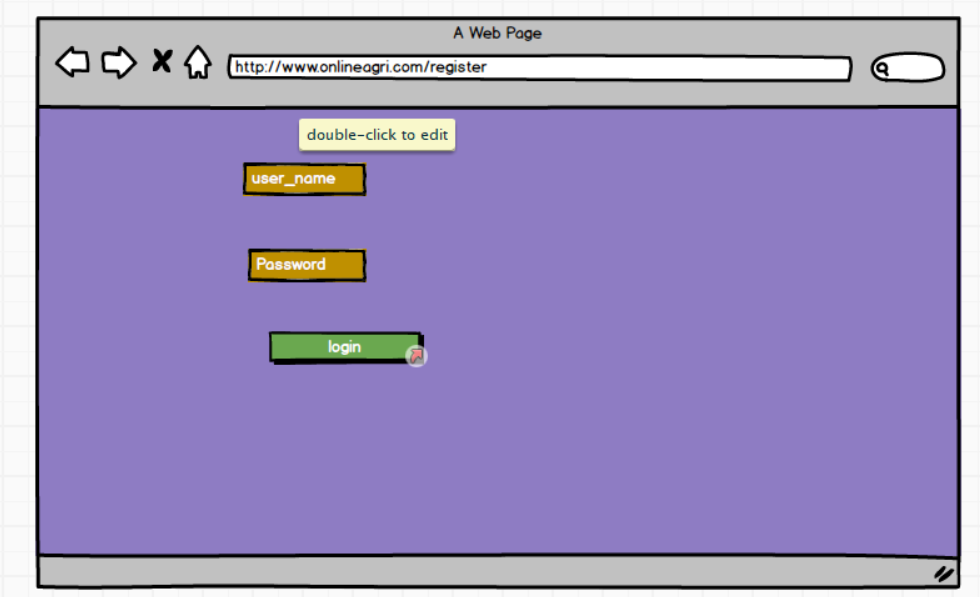 A Web Page
http://www.onlineagri.com/register
double-click to edit
user_name
Password
login